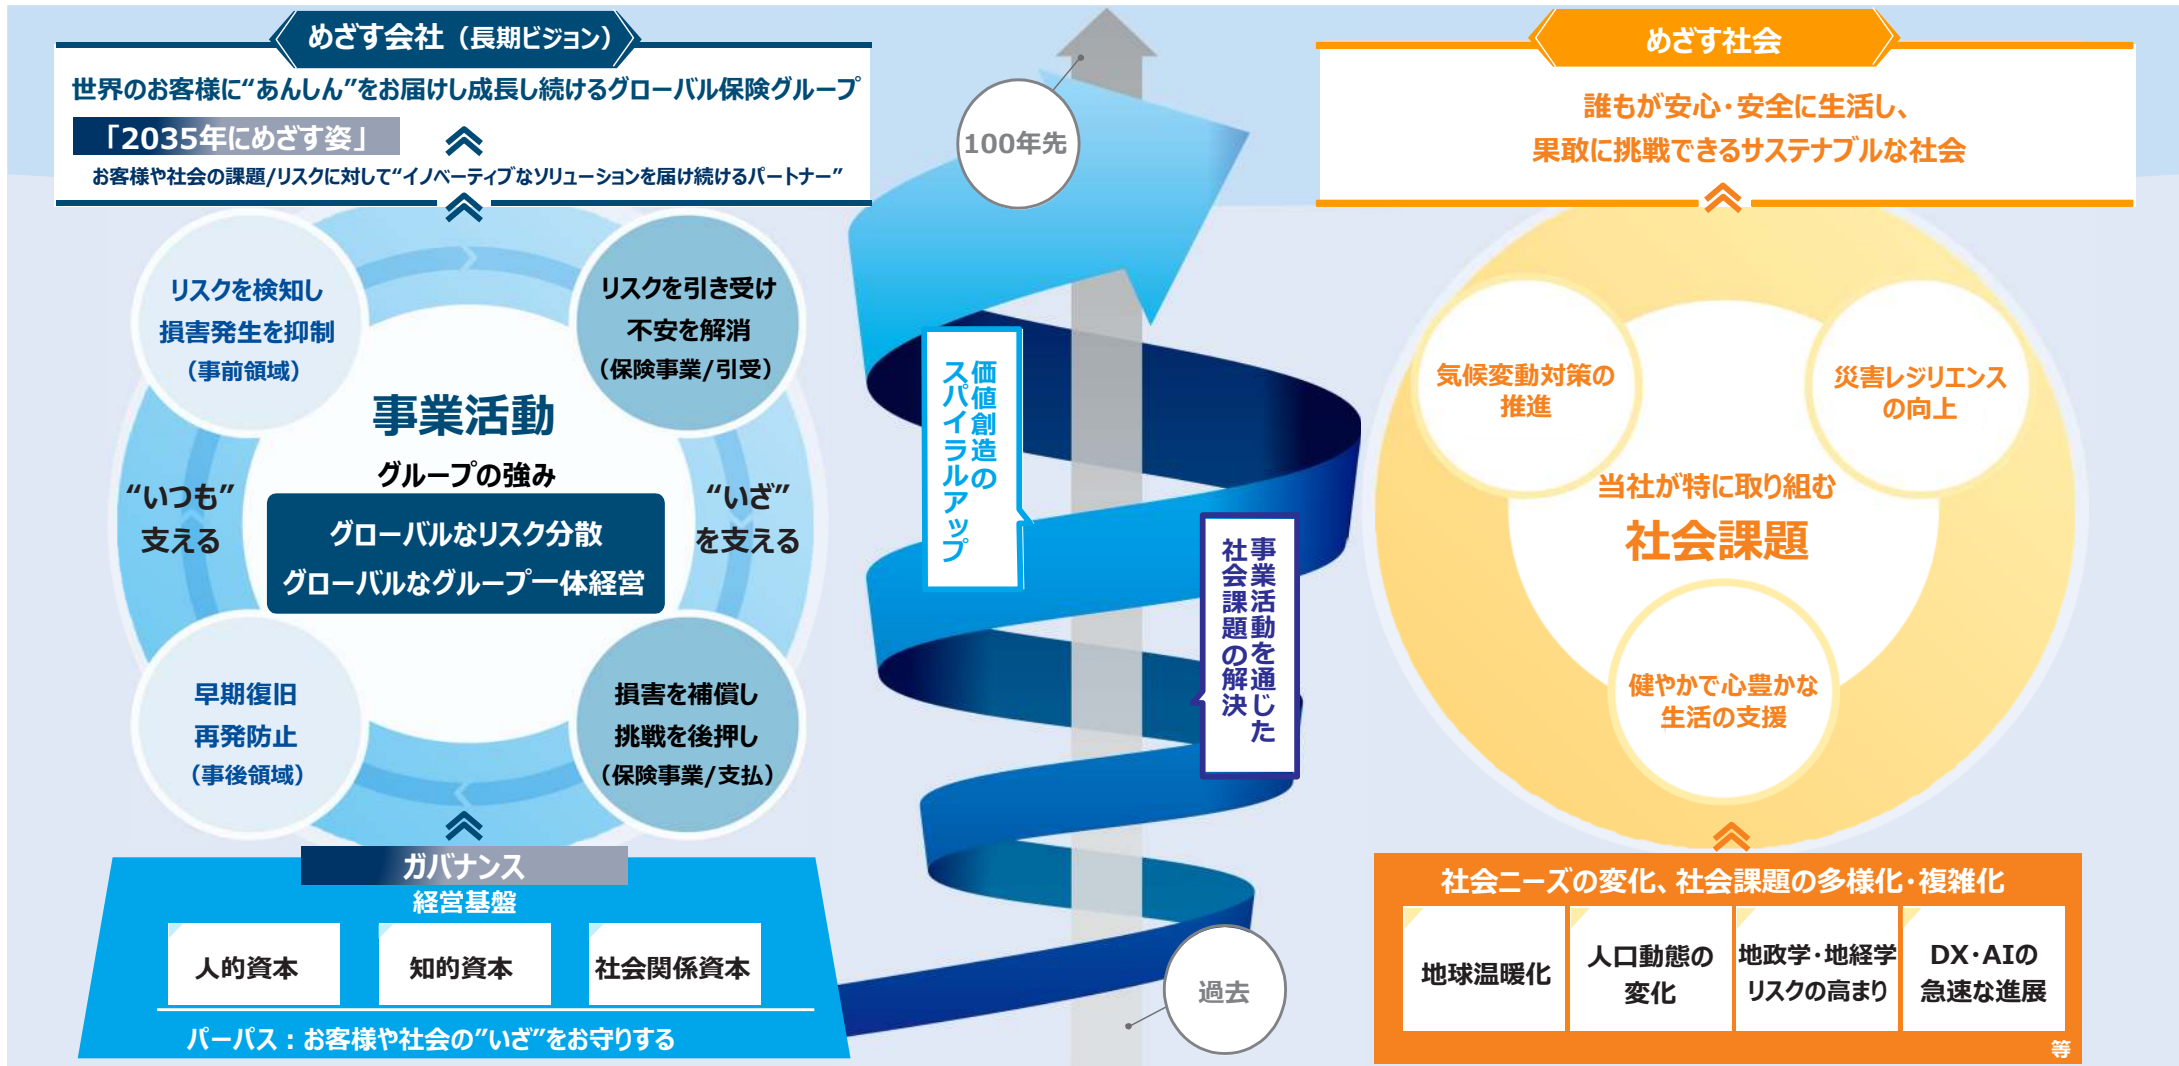 めざす会社（長期ビジョン）
世界のお客様に“あんしん”をお届けし成長し続けるグローバル保険グループ
「2035年にめざす姿」
お客様や社会の課題/リスクに対して“イノベーティブなソリューションを届け続けるパートナー”
リスクを検知し
損害発生を抑制
（事前領域）
リスクを引き受け
不安を解消
（保険事業/引受）
事業活動
グループの強み
グローバルなリスク分散
グローバルなグループ一体経営
“いつも”
支える
“いざ”
を支える
早期復旧
再発防止
（事後領域）
損害を補償し
挑戦を後押し
（保険事業/支払）
ガバナンス
経営基盤
人的資本
知的資本
社会関係資本
パーパス：お客様や社会の”いざ”をお守りする
100年先
価値創造の
スパイラルアップ
事業活動を通じた
社会課題の解決
過去
めざす社会
誰もが安心・安全に生活し、
果敢に挑戦できるサステナブルな社会
気候変動対策の
推進
災害レジリエンス
の向上
当社が特に取り組む
社会課題
健やかで心豊かな
生活の支援
社会ニーズの変化、社会課題の多様化・複雑化
地球温暖化
人口動態の
変化
地政学・地経学
リスクの高まり
DX・AIの
急速な進展
等